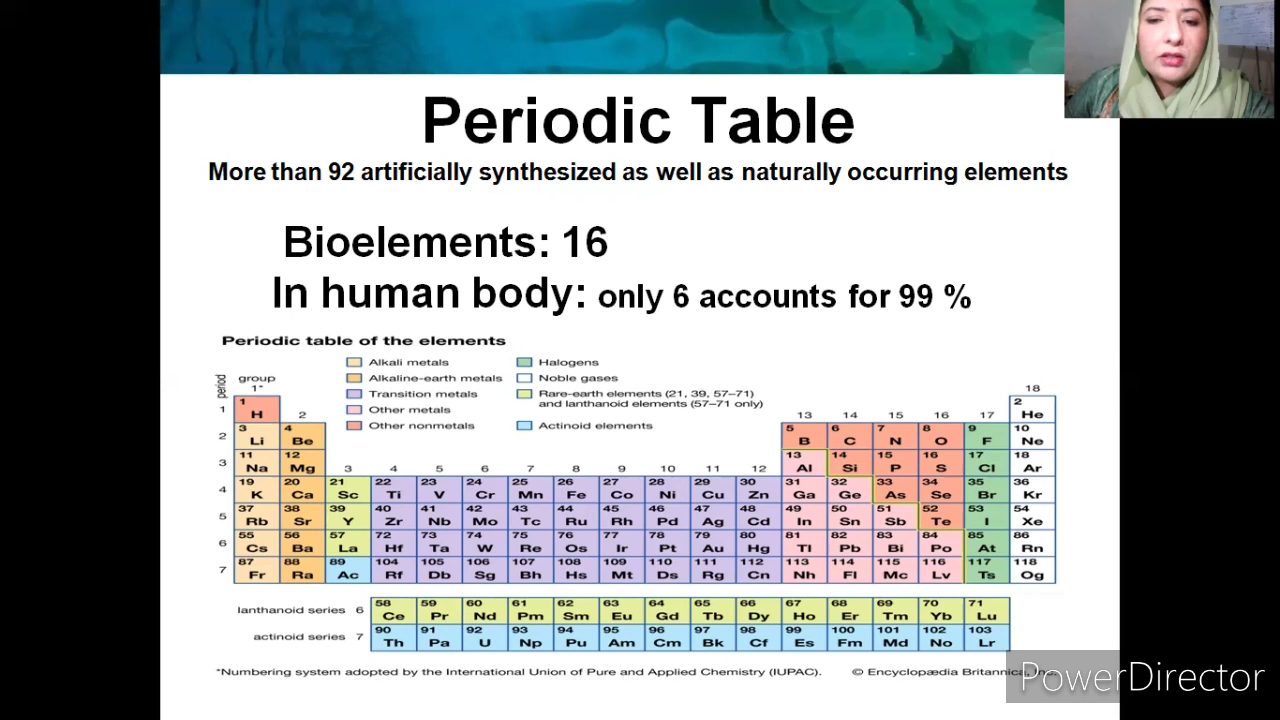 Periodic Table
More than 92 artificially synthesized as well as naturally occurring elements
Bioelements: 16
In human body: only 6 accounts for 99 %
Periodic table of the elements
Alkali metals
Alkaline-earth metals
Transition metals
Other metals
Other nonmetals
Halogens
Noble gases
Rare-earth elements (21, 39, 57–71)
and lanthanoid elements (57–71 only)
Actinoid elements
period
group
1* 2 3 4 5 6 7 8 9 10 11 12 13 14 15 16 17 18
1 1 H 2 He
2 3 Li 4 Be 5 B 6 C 7 N 8 O 9 F 10 Ne
3 11 Na 12 Mg 13 Al 14 Si 15 P 16 S 17 Cl 18 Ar
4 19 K 20 Ca 21 Sc 22 Ti 23 V 24 Cr 25 Mn 26 Fe 27 Co 28 Ni 29 Cu 30 Zn 31 Ga 32 Ge 33 As 34 Se 35 Br 36 Kr
5 37 Rb 38 Sr 39 Y 40 Zr 41 Nb 42 Mo 43 Tc 44 Ru 45 Rh 46 Pd 47 Ag 48 Cd 49 In 50 Sn 51 Sb 52 Te 53 I 54 Xe
6 55 Cs 56 Ba 57 La 72 Hf 73 Ta 74 W 75 Re 76 Os 77 Ir 78 Pt 79 Au 80 Hg 81 Tl 82 Pb 83 Bi 84 Po 85 At 86 Rn
7 87 Fr 88 Ra 89 Ac 104 Rf 105 Db 106 Sg 107 Bh 108 Hs 109 Mt 110 Ds 111 Rg 112 Cn 113 Nh 114 Fl 115 Mc 116 Lv 117 Ts 118 Og
lanthanoid series 6 58 Ce 59 Pr 60 Nd 61 Pm 62 Sm 63 Eu 64 Gd 65 Tb 66 Dy 67 Ho 68 Er 69 Tm 70 Yb 71 Lu
actinoid series 7 90 Th 91 Pa 92 U 93 Np 94 Pu 95 Am 96 Cm 97 Bk 98 Cf 99 Es 100 Fm 101 Md 102 No 103 Lr
*Numbering system adopted by the International Union of Pure and Applied Chemistry (IUPAC). © Encyclopædia Britannica, Inc.
PowerDirector